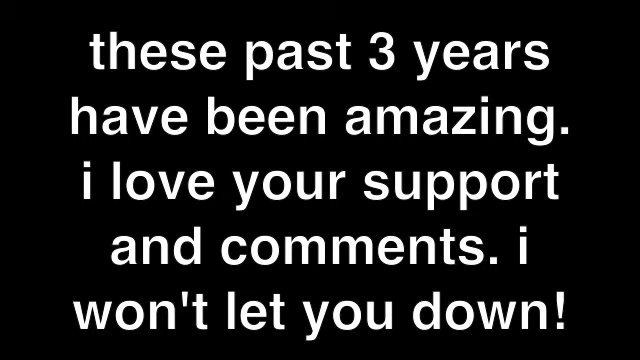 these past 3 years
have been amazing.
i love your support
and comments. i
won't let you down!